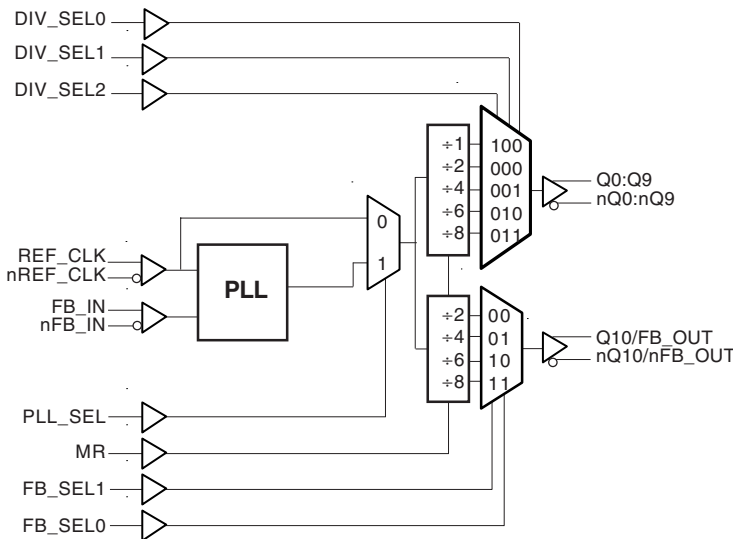 DIV_SEL0
DIV_SEL1
DIV_SEL2
÷1 100
÷2 000
÷4 001
÷6 010
÷8 011
Q0:Q9
nQ0:nQ9
0
1
REF_CLK
nREF_CLK
PLL
FB_IN
nFB_IN
÷2 00
÷4 01
÷6 10
÷8 11
Q10/FB_OUT
nQ10/nFB_OUT
PLL_SEL
MR
FB_SEL1
FB_SEL0